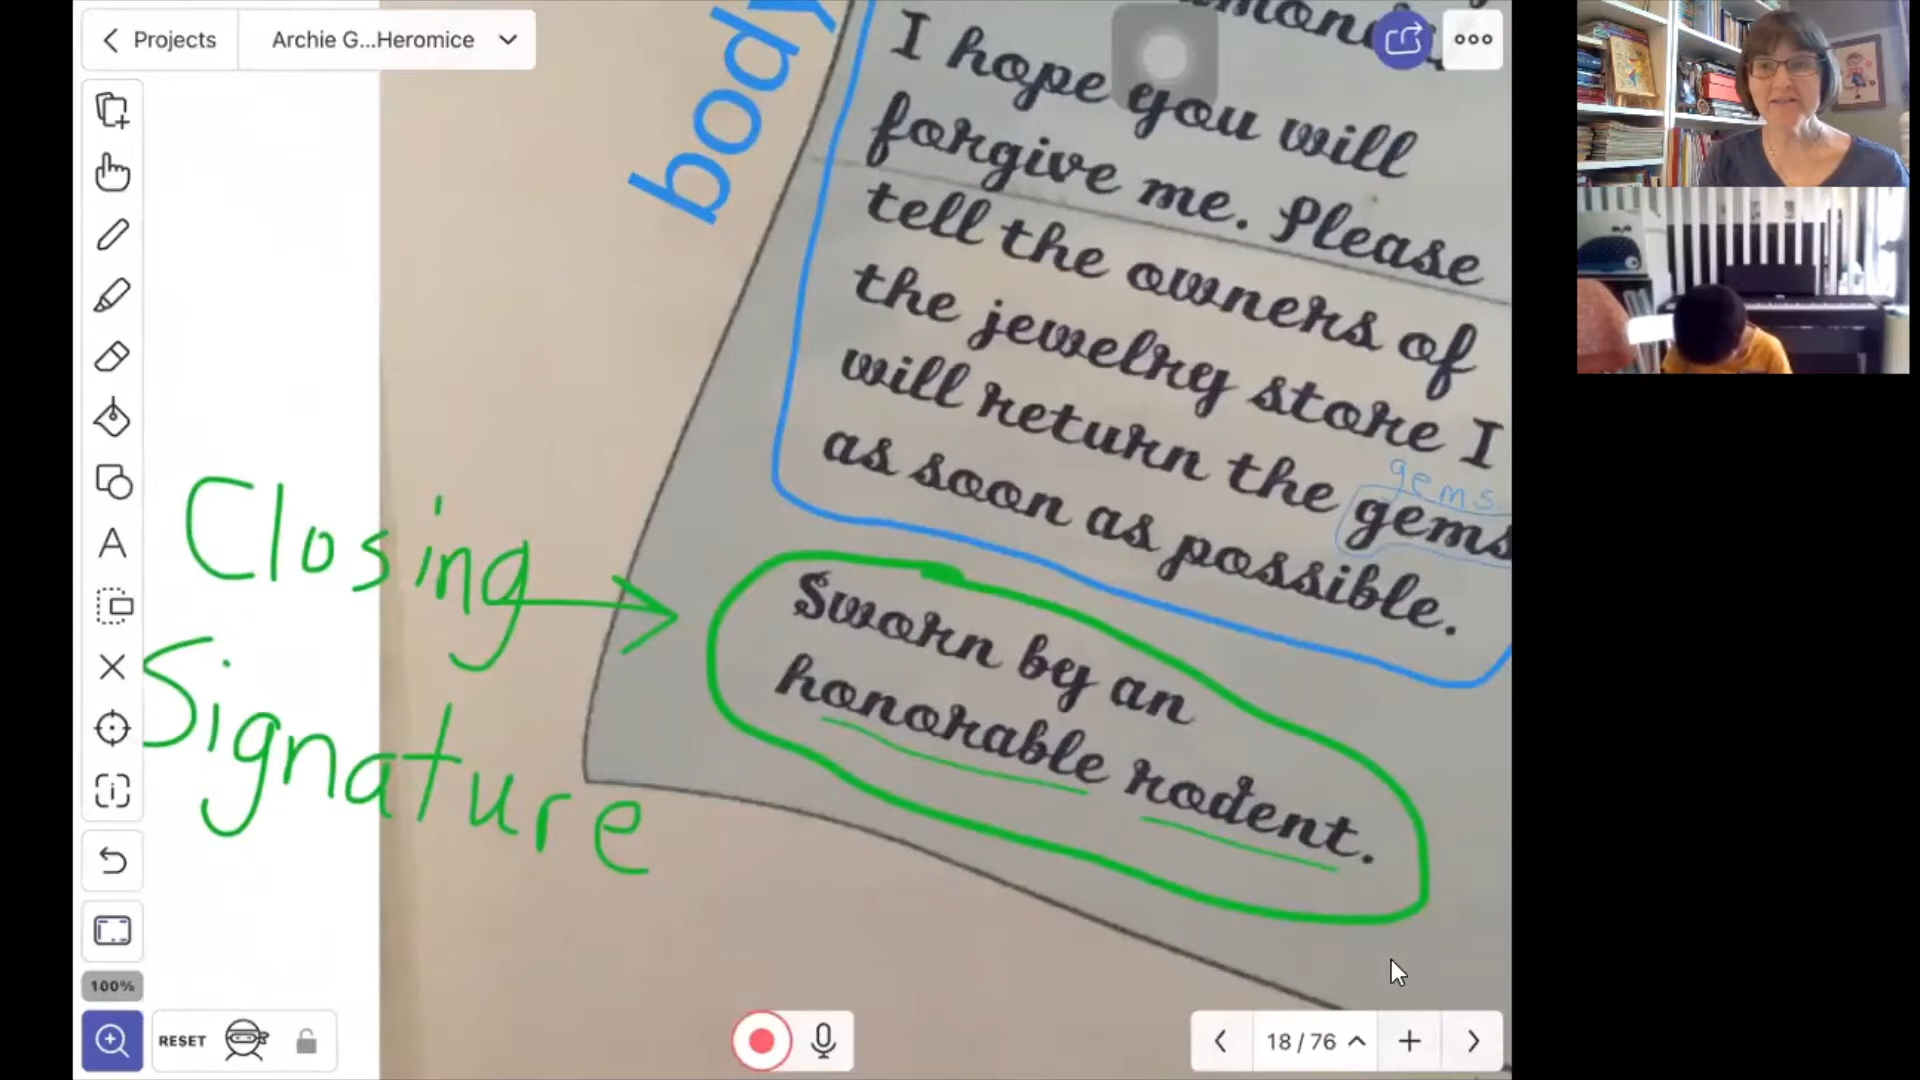 Projects
Archie G...Heromice
body
I hope you will
forgive me. Please
tell the owners of
the jewelry store I
will return the gems
gems
as soon as possible.
Sworn by an
honorable rodent.
Closing
Signature
A
100%
RESET
18 / 76